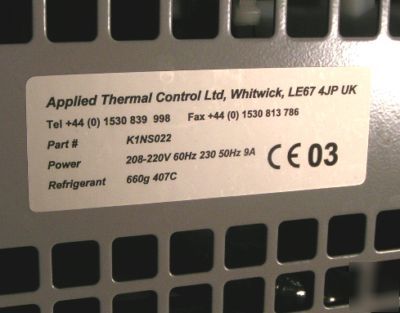 Applied Thermal Control Ltd, Whitwick, LE67 4JP UK
Tel +44 (0) 1530 839 998 Fax +44 (0) 1530 813 786
Part # K1NS022
Power 208-220V 60Hz 230 50Hz 9A
Refrigerant 660g 407C
CE 03